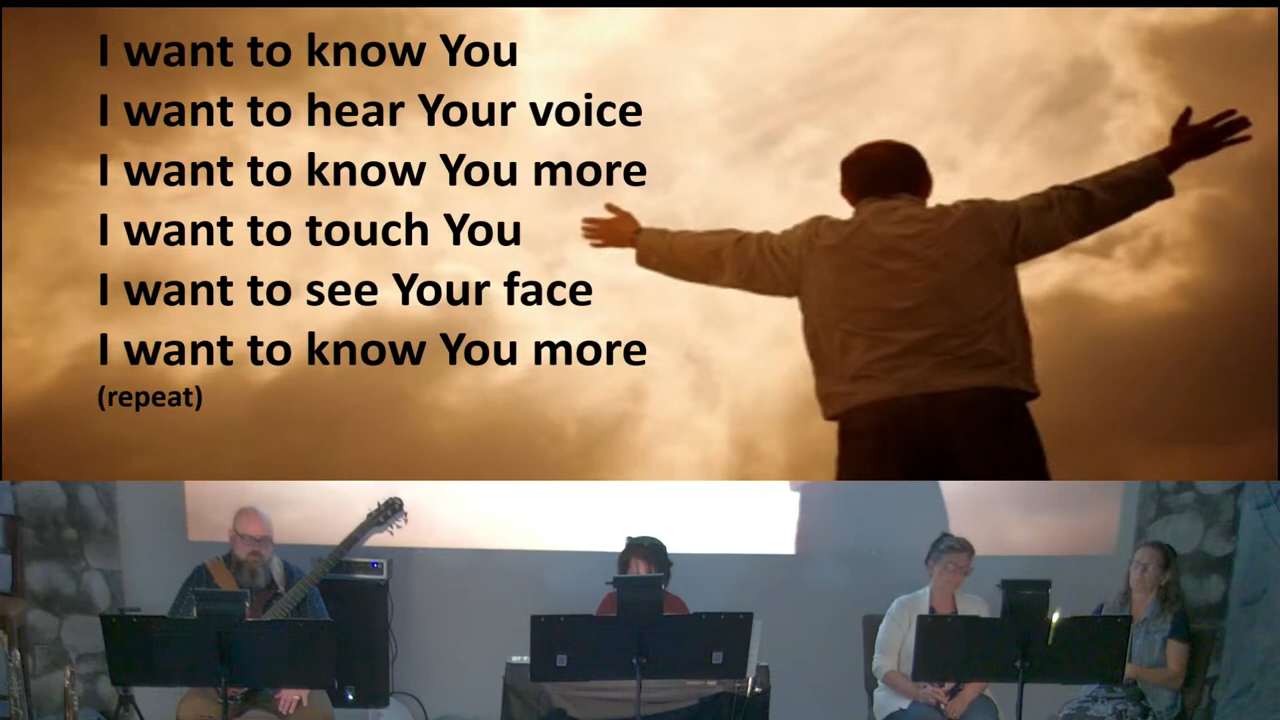 I want to know You
I want to hear Your voice
I want to know You more
I want to touch You
I want to see Your face
I want to know You more
(repeat)